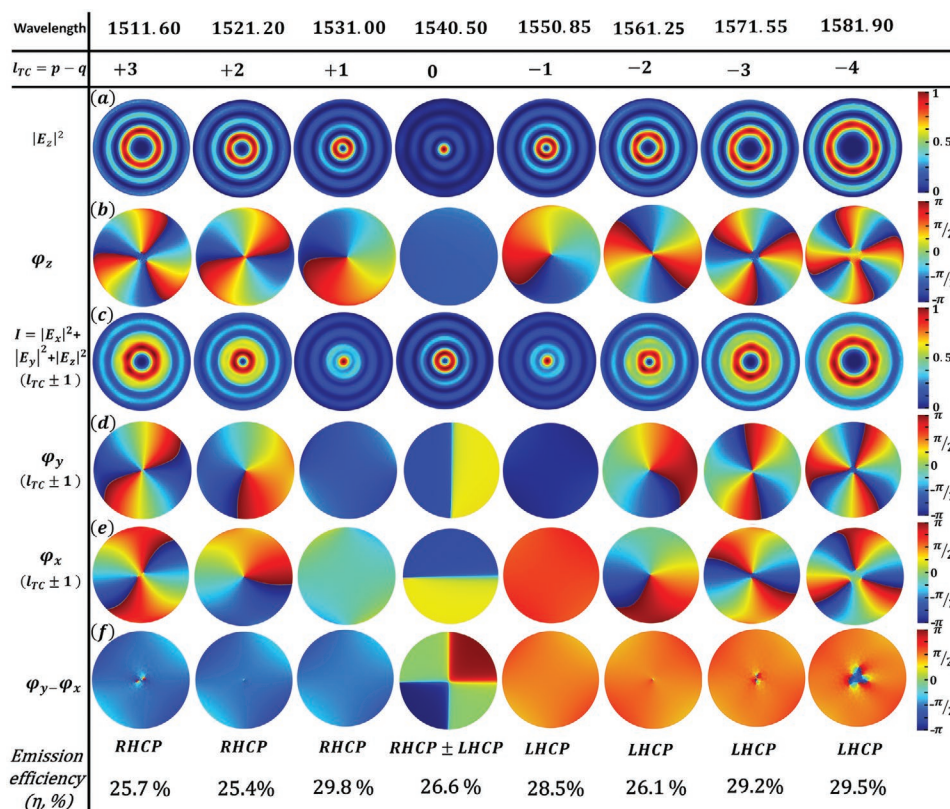 Wavelength 1511.60 1521.20 1531.00 1540.50 1550.85 1561.25 1571.55 1581.90
l_TC = p − q +3 +2 +1 0 −1 −2 −3 −4
(a)
|E_z|² 1 0.5 0
(b)
φ_z π π/2 0 -π/2 -π
(c)
I = |E_x|²+
|E_y|²+|E_z|²
(l_TC ± 1)
1 0.5 0
(d)
φ_y
(l_TC ± 1)
π π/2 0 -π/2 -π
(e)
φ_x
(l_TC ± 1)
π π/2 0 -π/2 -π
(f)
φ_y−φ_x π π/2 0 -π/2 -π
RHCP RHCP RHCP RHCP ± LHCP LHCP LHCP LHCP LHCP
Emission
efficiency
(η, %)
25.7 % 25.4% 29.8 % 26.6 % 28.5% 26.1 % 29.2% 29.5%